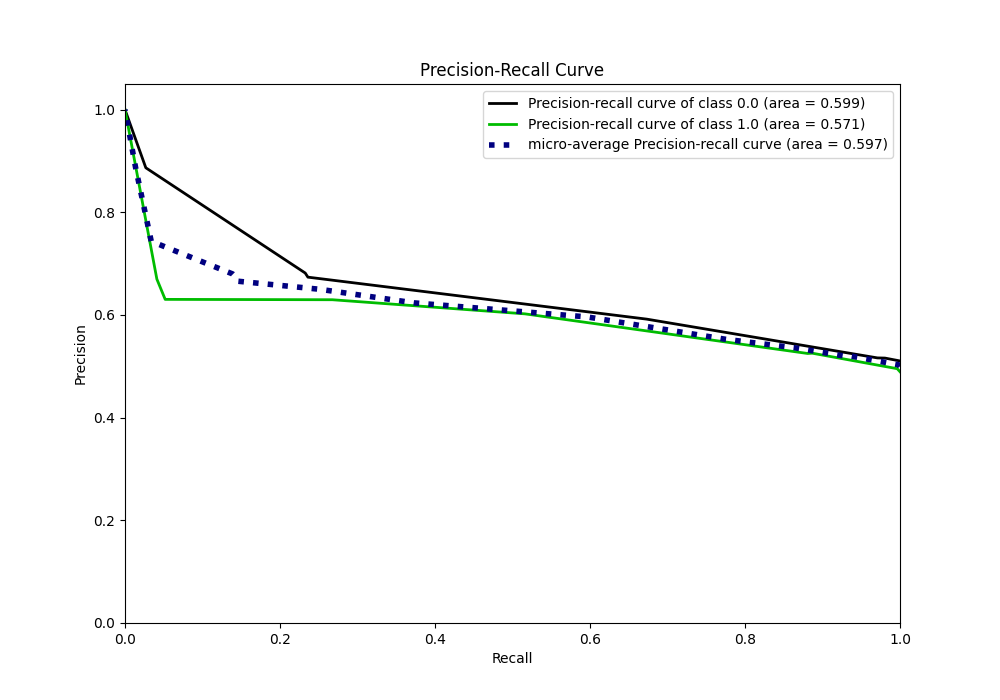 Precision-Recall Curve
Precision-recall curve of class 0.0 (area = 0.599)
Precision-recall curve of class 1.0 (area = 0.571)
micro-average Precision-recall curve (area = 0.597)
1.0
0.8
0.6
0.4
0.2
0.0
Precision
0.0 0.2 0.4 0.6 0.8 1.0
Recall